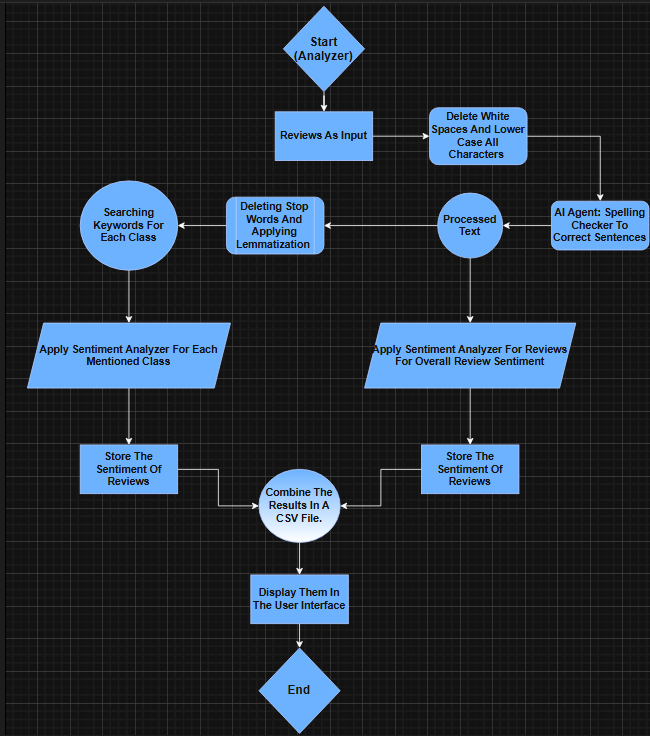 Start
(Analyzer)
Reviews As Input
Delete White
Spaces And Lower
Case All
Characters
AI Agent: Spelling
Checker To
Correct Sentences
Processed
Text
Deleting Stop
Words And
Applying
Lemmatization
Searching
Keywords For
Each Class
Apply Sentiment Analyzer For Each
Mentioned Class
Apply Sentiment Analyzer For Reviews
For Overall Review Sentiment
Store The
Sentiment Of
Reviews
Store The
Sentiment Of
Reviews
Combine The
Results In A
CSV File.
Display Them In
The User Interface
End